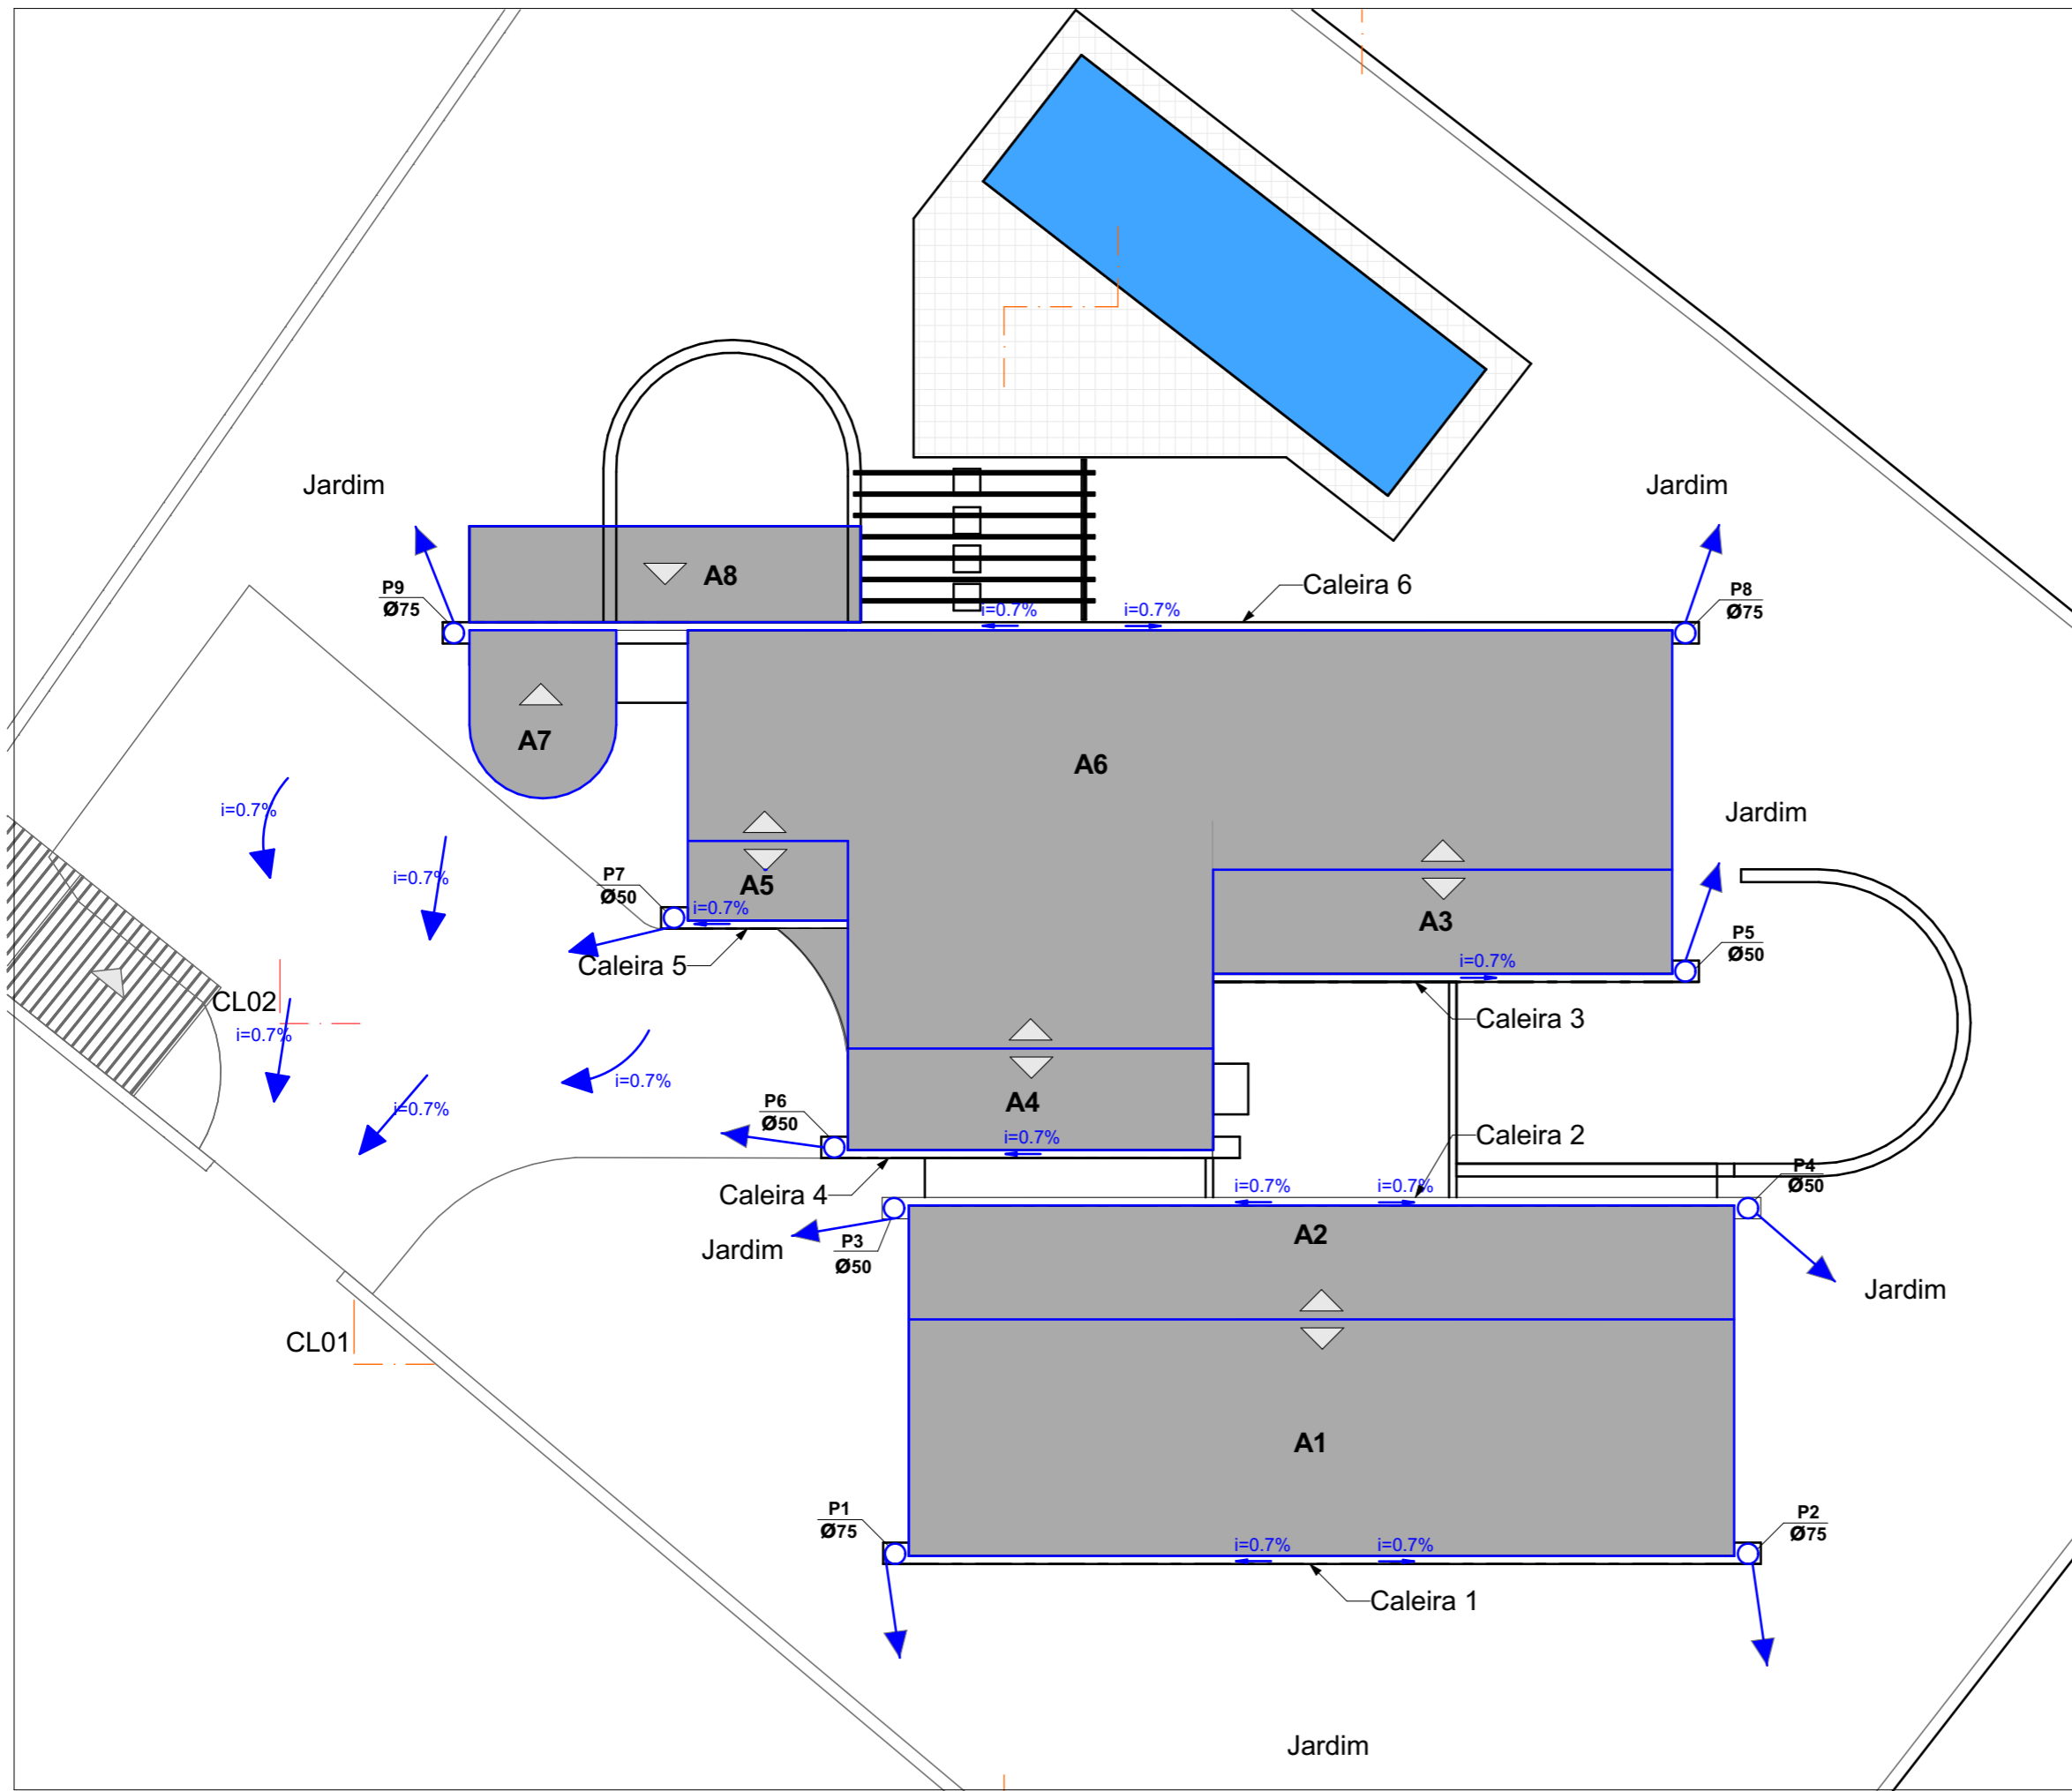 Jardim
Jardim
A8
P9
Ø75
Caleira 6
P8
Ø75
i=0.7%
i=0.7%
A7
A6
i=0.7%
Jardim
P7
Ø50
i=0.7%
A5
i=0.7%
A3
P5
Ø50
Caleira 5
i=0.7%
CL02
Caleira 3
i=0.7%
i=0.7%
i=0.7%
P6
Ø50
A4
i=0.7%
Caleira 2
P4
Ø50
Caleira 4
i=0.7%
i=0.7%
Jardim
P3
Ø50
A2
Jardim
CL01
A1
P1
Ø75
P2
Ø75
i=0.7%
i=0.7%
Caleira 1
Jardim